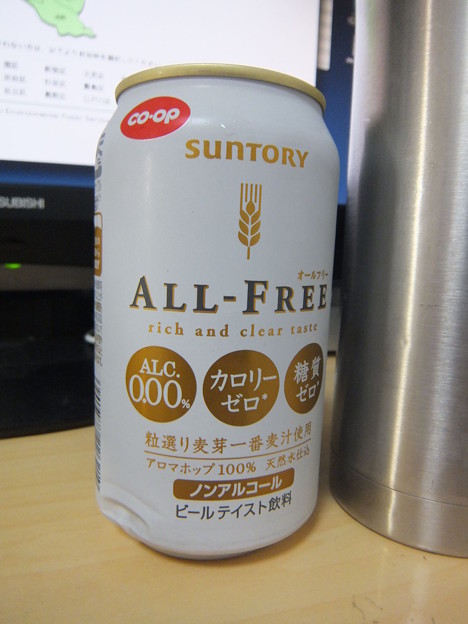 CO·OP
SUNTORY
オールフリー
ALL-FREE
rich and clear taste
ALC.
0.00%
カロリー
ゼロ*
糖質
ゼロ*
粒選り麦芽一番麦汁使用
アロマホップ100% 天然水仕込
ノンアルコール
ビールテイスト飲料
SUBISHI